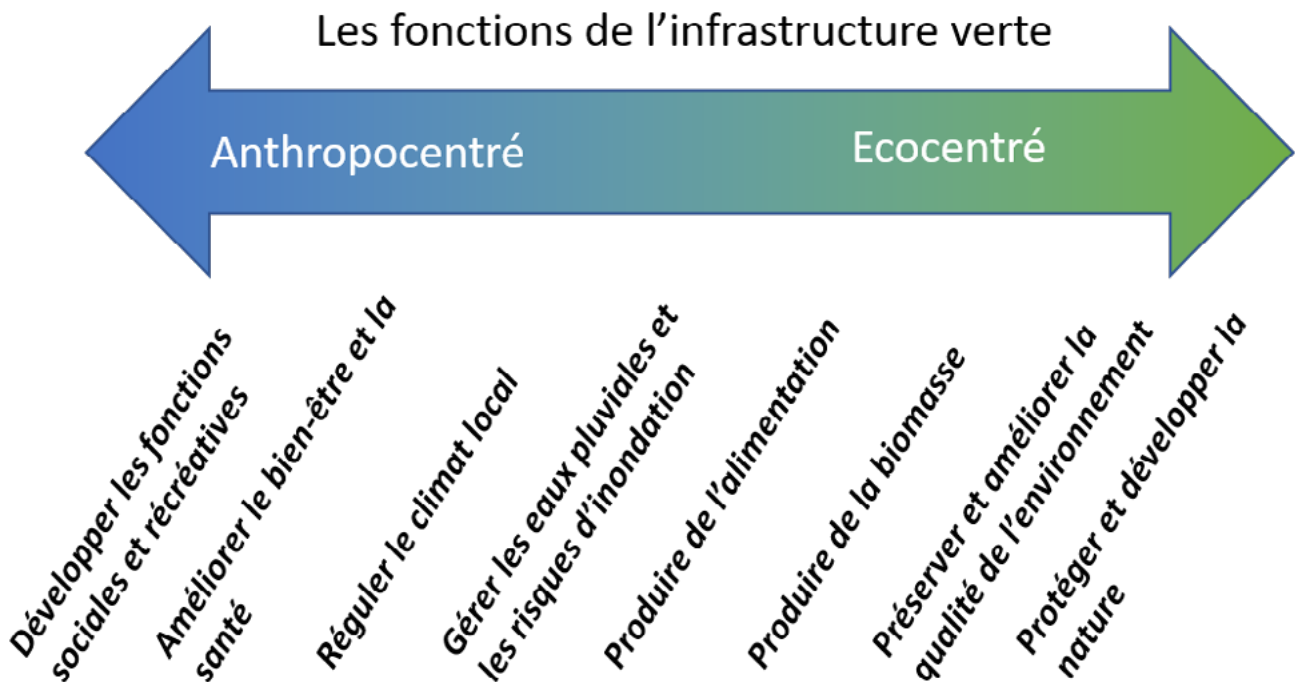 Les fonctions de l’infrastructure verte
Anthropocentré
Ecocentré
Développer les fonctions
sociales et récréatives
Améliorer le bien-être et la
santé
Réguler le climat local
Gérer les eaux pluviales et
les risques d’inondation
Produire de l’alimentation
Produire de la biomasse
Préserver et améliorer la
qualité de l’environnement
Protéger et développer la
nature